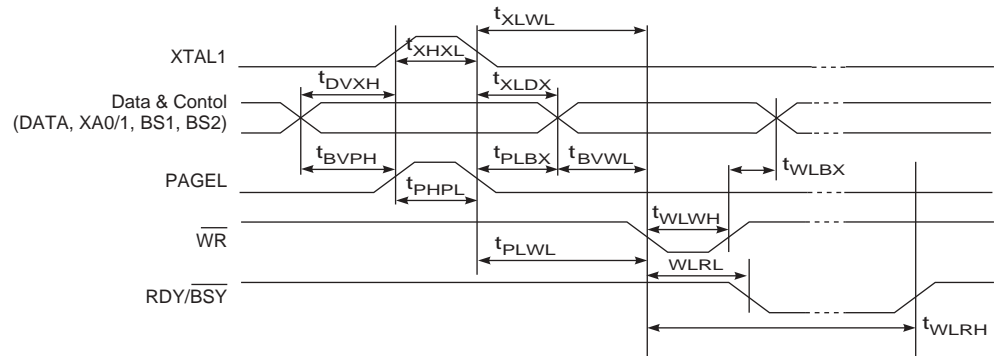 tXLWL
XTAL1
tXHXL
tDVXH
tXLDX
Data & Contol
(DATA, XA0/1, BS1, BS2)
tBVPH
tPLBX
tBVWL
tWLBX
PAGEL
tPHPL
WR
tWLWH
tPLWL
WLRL
RDY/BSY
tWLRH